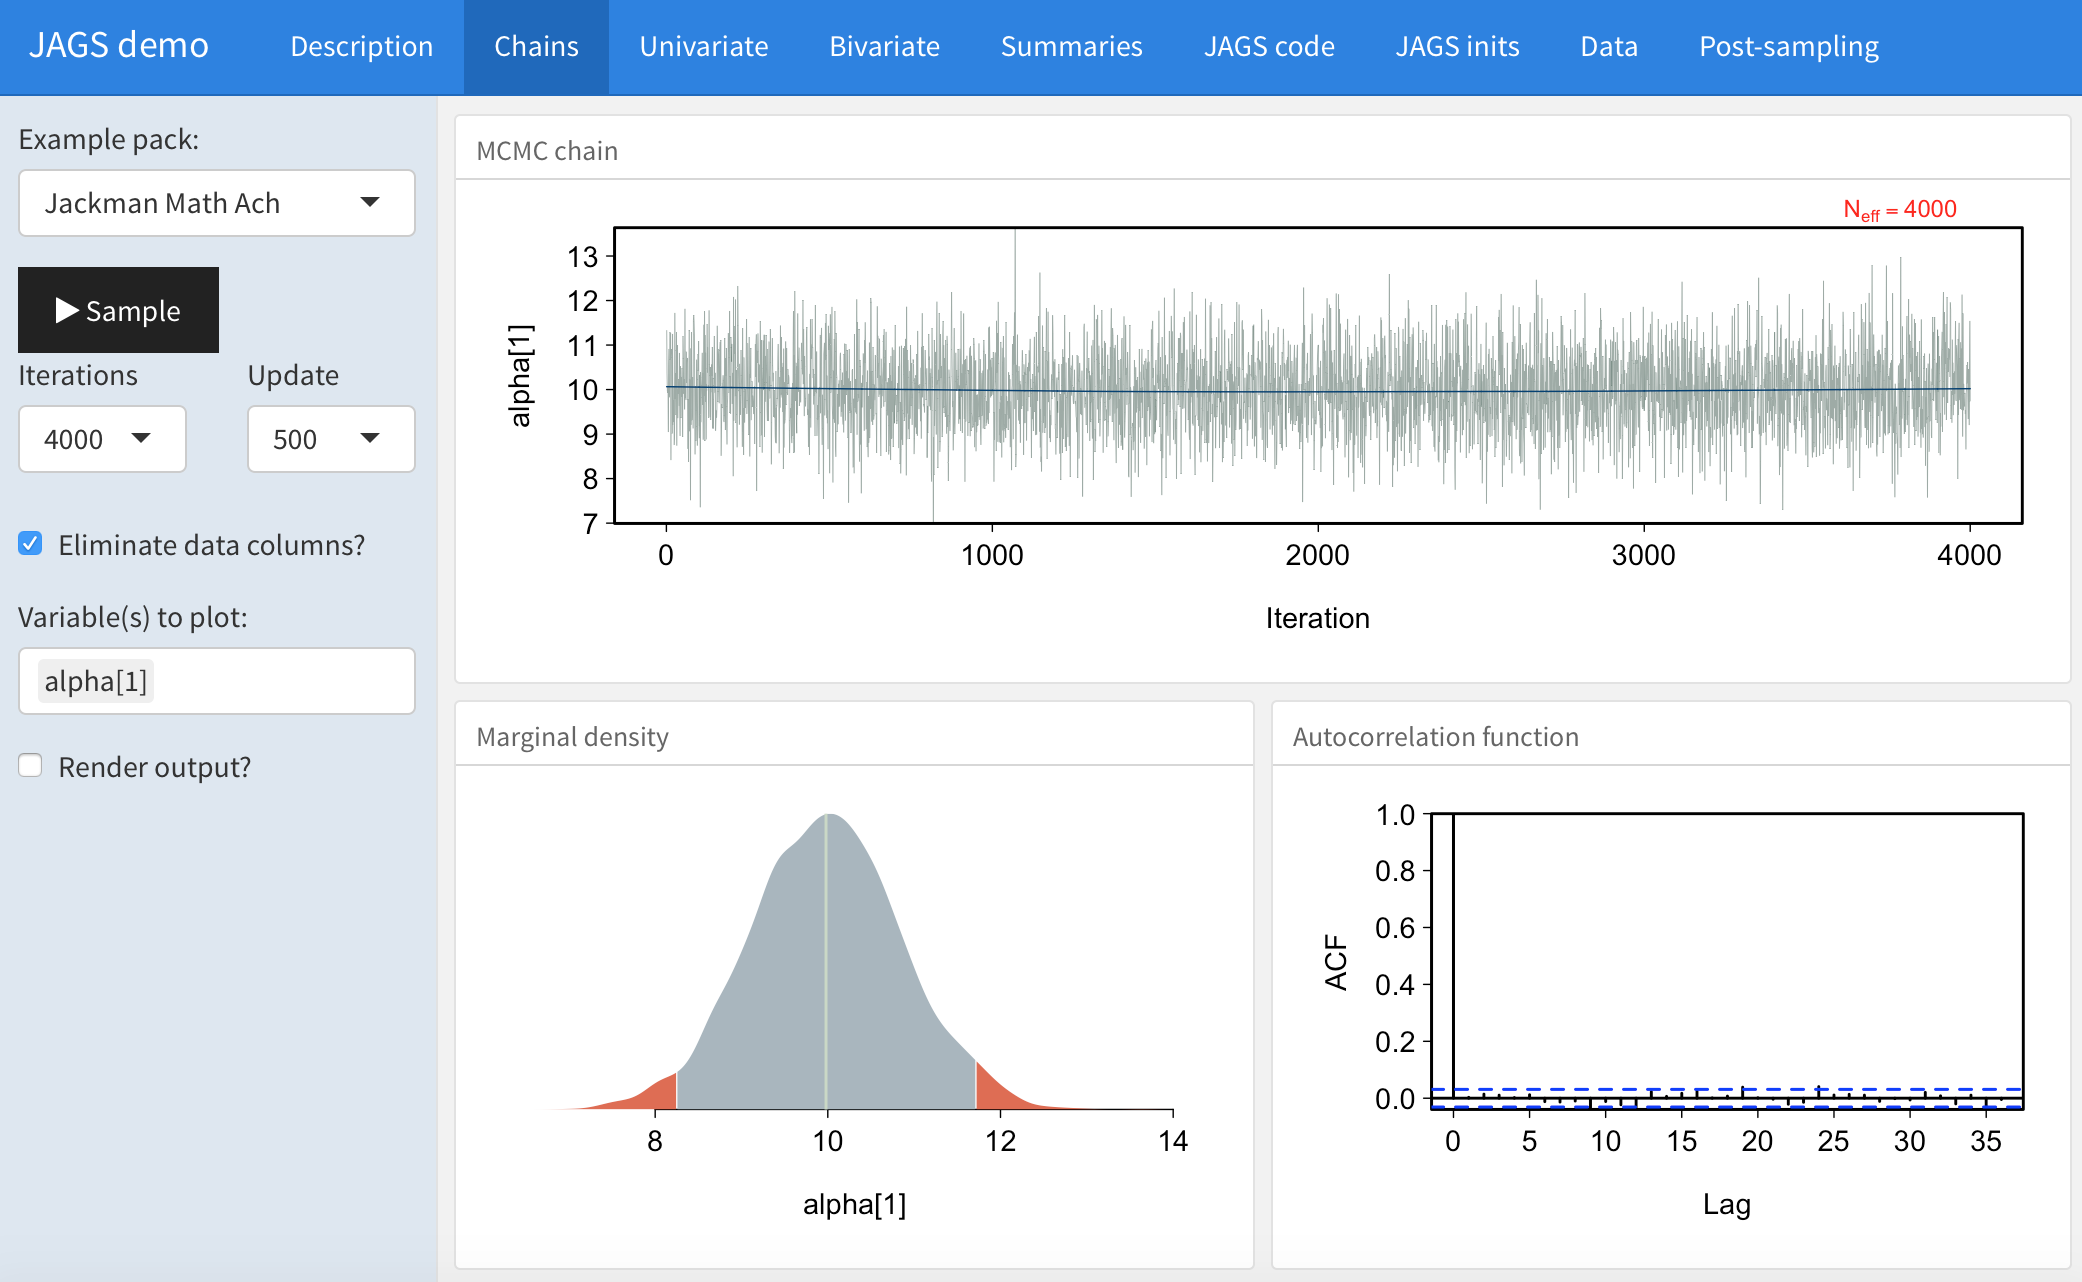 JAGS demo Description Chains Univariate Bivariate Summaries JAGS code JAGS inits Data Post-sampling
Example pack:
Jackman Math Ach
Sample
Iterations Update
4000 500
Eliminate data columns?
Variable(s) to plot:
alpha[1]
Render output?
MCMC chain
Neff = 4000
13
12
11
10
9
8
7
alpha[1]
0 1000 2000 3000 4000
Iteration
Marginal density
8 10 12 14
alpha[1]
Autocorrelation function
1.0
0.8
0.6
0.4
0.2
0.0
ACF
0 5 10 15 20 25 30 35
Lag